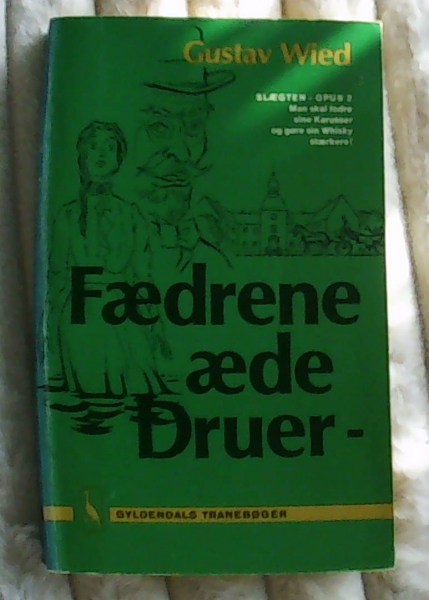 Gustav Wied
SLÆGTEN - OPUS 2
Man skal fodre
sine Karusser
og gøre sin Whisky
stærkere!
Fædrene
æde
Druer-
GYLDENDALS TRANEBØGER